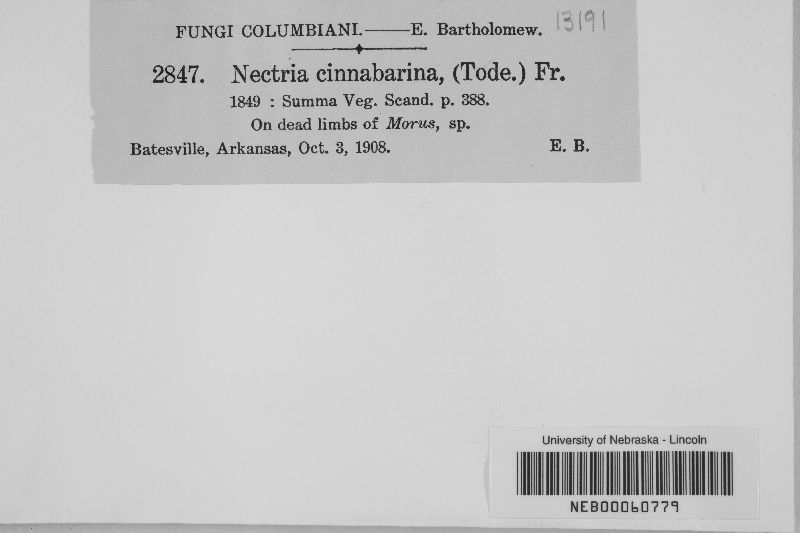 FUNGI COLUMBIANI.——E. Bartholomew. 13191
2847. Nectria cinnabarina, (Tode.) Fr.
1849 : Summa Veg. Scand. p. 388.
On dead limbs of Morus, sp.
Batesville, Arkansas, Oct. 3, 1908. E. B.
University of Nebraska - Lincoln
NEB00060779